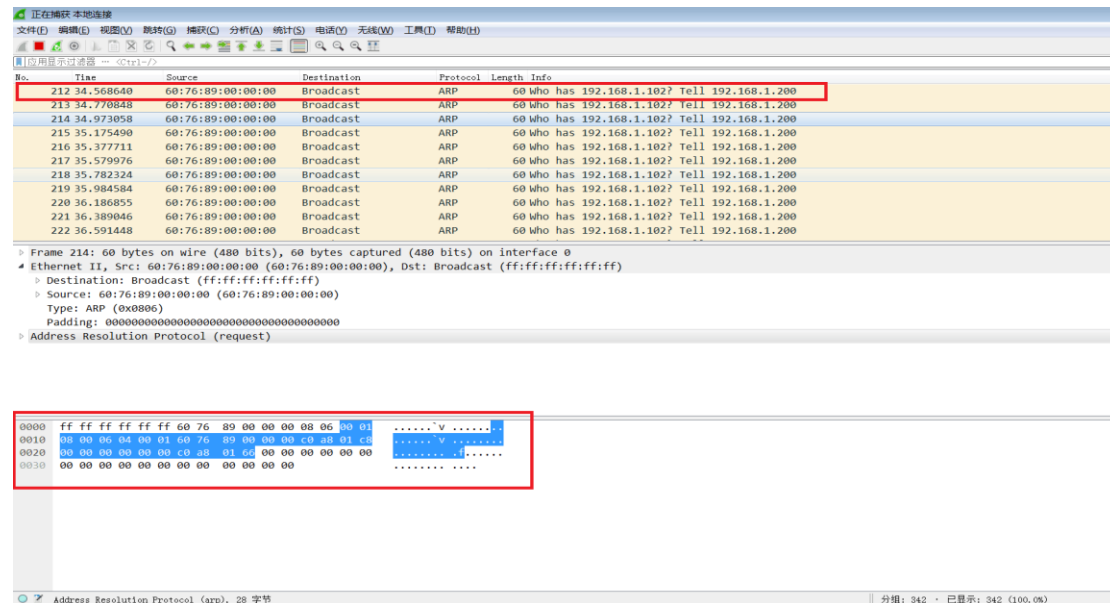 正在捕获 本地连接
文件(F) 编辑(E) 视图(V) 跳转(G) 捕获(C) 分析(A) 统计(S) 电话(Y) 无线(W) 工具(T) 帮助(H)
应用显示过滤器 … <Ctrl-/>
No. Time Source Destination Protocol Length Info
212 34.568640 60:76:89:00:00:00 Broadcast ARP 60 Who has 192.168.1.102? Tell 192.168.1.200
213 34.770848 60:76:89:00:00:00 Broadcast ARP 60 Who has 192.168.1.102? Tell 192.168.1.200
214 34.973058 60:76:89:00:00:00 Broadcast ARP 60 Who has 192.168.1.102? Tell 192.168.1.200
215 35.175490 60:76:89:00:00:00 Broadcast ARP 60 Who has 192.168.1.102? Tell 192.168.1.200
216 35.377711 60:76:89:00:00:00 Broadcast ARP 60 Who has 192.168.1.102? Tell 192.168.1.200
217 35.579976 60:76:89:00:00:00 Broadcast ARP 60 Who has 192.168.1.102? Tell 192.168.1.200
218 35.782324 60:76:89:00:00:00 Broadcast ARP 60 Who has 192.168.1.102? Tell 192.168.1.200
219 35.984584 60:76:89:00:00:00 Broadcast ARP 60 Who has 192.168.1.102? Tell 192.168.1.200
220 36.186855 60:76:89:00:00:00 Broadcast ARP 60 Who has 192.168.1.102? Tell 192.168.1.200
221 36.389046 60:76:89:00:00:00 Broadcast ARP 60 Who has 192.168.1.102? Tell 192.168.1.200
222 36.591448 60:76:89:00:00:00 Broadcast ARP 60 Who has 192.168.1.102? Tell 192.168.1.200
Frame 214: 60 bytes on wire (480 bits), 60 bytes captured (480 bits) on interface 0
Ethernet II, Src: 60:76:89:00:00:00 (60:76:89:00:00:00), Dst: Broadcast (ff:ff:ff:ff:ff:ff)
Destination: Broadcast (ff:ff:ff:ff:ff:ff)
Source: 60:76:89:00:00:00 (60:76:89:00:00:00)
Type: ARP (0x0806)
Padding: 000000000000000000000000000000000000
Address Resolution Protocol (request)
0000 ff ff ff ff ff ff 60 76 89 00 00 00 08 06 00 01 ......`v ........
0010 08 00 06 04 00 01 60 76 89 00 00 00 c0 a8 01 c8 ......`v ........
0020 00 00 00 00 00 00 c0 a8 01 66 00 00 00 00 00 00 ........ .f......
0030 00 00 00 00 00 00 00 00 00 00 00 00 ........ ....
Address Resolution Protocol (arp), 28 字节 分组: 342 · 已显示: 342 (100.0%)